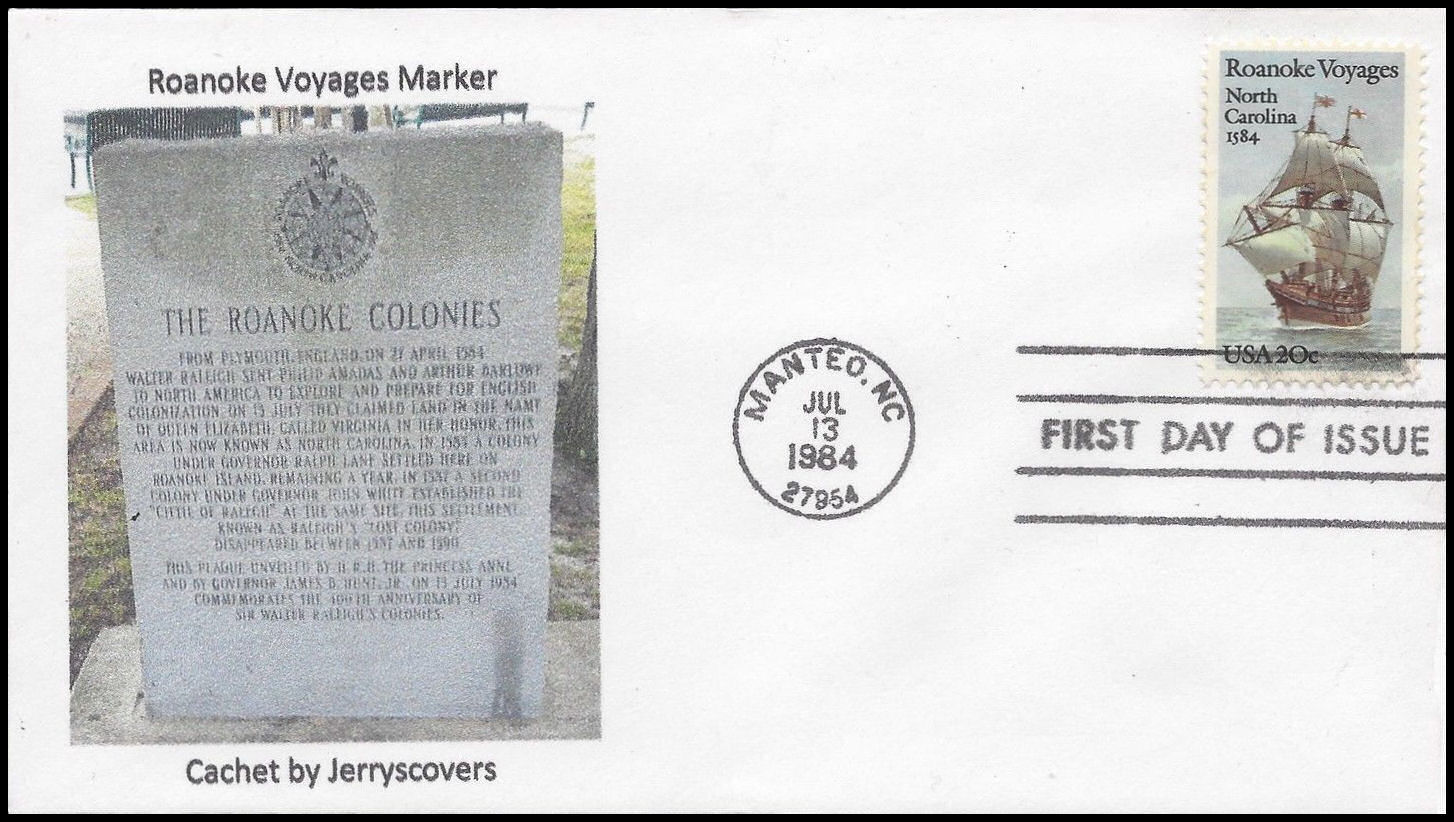 Roanoke Voyages Marker
THE ROANOKE COLONIES
FROM PLYMOUTH, ENGLAND, ON 27 APRIL 1584
WALTER RALEIGH SENT PHILIP AMADAS AND ARTHUR BARLOWE
TO NORTH AMERICA TO EXPLORE AND PREPARE FOR ENGLISH
COLONIZATION. ON 13 JULY THEY CLAIMED LAND IN THE NAME
OF QUEEN ELIZABETH, CALLED VIRGINIA IN HER HONOR. THIS
AREA IS NOW KNOWN AS NORTH CAROLINA. IN 1585 A COLONY
UNDER GOVERNOR RALPH LANE SETTLED HERE ON
ROANOKE ISLAND, REMAINING A YEAR. IN 1587 A SECOND
COLONY UNDER GOVERNOR JOHN WHITE ESTABLISHED THE
"CITTIE OF RALEGH" AT THE SAME SITE. THIS SETTLEMENT,
KNOWN AS RALEIGH'S "LOST COLONY,"
DISAPPEARED BETWEEN 1587 AND 1590.
THIS PLAQUE UNVEILED BY H.R.H. THE PRINCESS ANNE
AND BY GOVERNOR JAMES B. HUNT, JR. ON 13 JULY 1984
COMMEMORATES THE 400TH ANNIVERSARY OF
SIR WALTER RALEIGH'S COLONIES.
Cachet by Jerryscovers
MANTEO, NC
JUL
13
1984
27954
Roanoke Voyages
North
Carolina
1584
USA 20c
FIRST DAY OF ISSUE